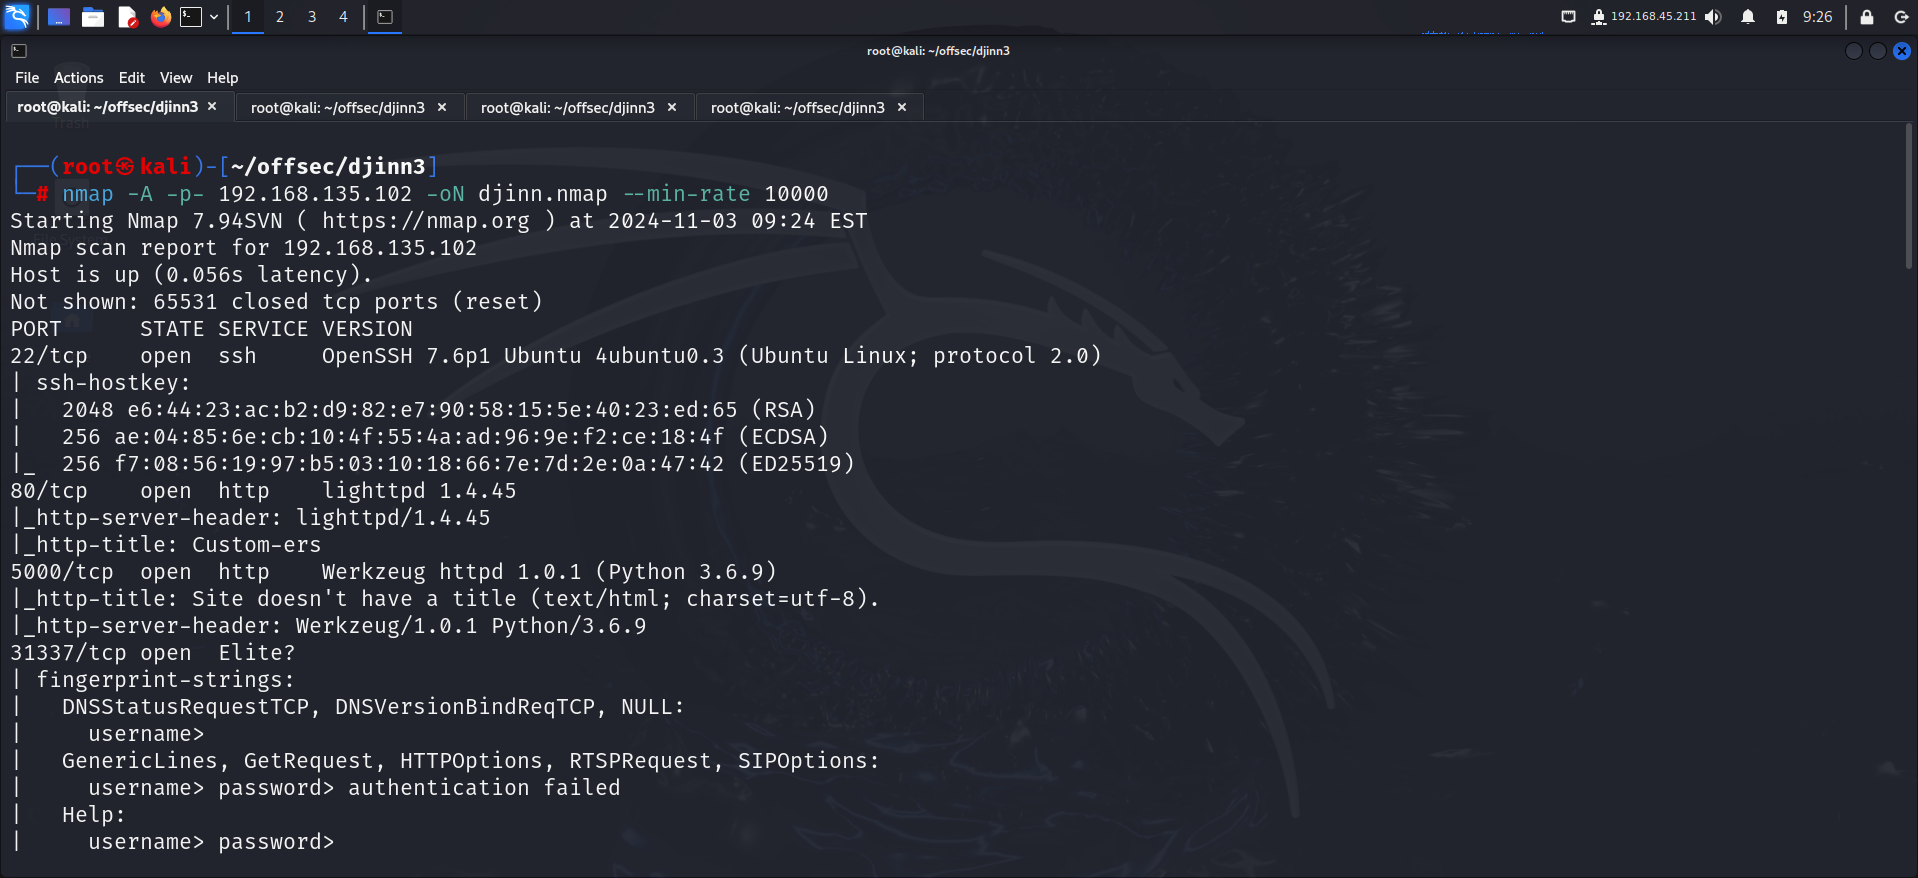 1 2 3 4 192.168.45.211 9:26
root@kali: ~/offsec/djinn3
File Actions Edit View Help
root@kali: ~/offsec/djinn3 × root@kali: ~/offsec/djinn3 × root@kali: ~/offsec/djinn3 × root@kali: ~/offsec/djinn3 ×
Trash
┌──(root㉿kali)-[~/offsec/djinn3]
└─# nmap -A -p- 192.168.135.102 -oN djinn.nmap --min-rate 10000
Starting Nmap 7.94SVN ( https://nmap.org ) at 2024-11-03 09:24 EST
Nmap scan report for 192.168.135.102
Host is up (0.056s latency).
Not shown: 65531 closed tcp ports (reset)
PORT      STATE SERVICE VERSION
22/tcp    open  ssh     OpenSSH 7.6p1 Ubuntu 4ubuntu0.3 (Ubuntu Linux; protocol 2.0)
| ssh-hostkey:
|   2048 e6:44:23:ac:b2:d9:82:e7:90:58:15:5e:40:23:ed:65 (RSA)
|   256 ae:04:85:6e:cb:10:4f:55:4a:ad:96:9e:f2:ce:18:4f (ECDSA)
|_  256 f7:08:56:19:97:b5:03:10:18:66:7e:7d:2e:0a:47:42 (ED25519)
80/tcp    open  http    lighttpd 1.4.45
|_http-server-header: lighttpd/1.4.45
|_http-title: Custom-ers
5000/tcp  open  http    Werkzeug httpd 1.0.1 (Python 3.6.9)
|_http-title: Site doesn't have a title (text/html; charset=utf-8).
|_http-server-header: Werkzeug/1.0.1 Python/3.6.9
31337/tcp open  Elite?
| fingerprint-strings:
|   DNSStatusRequestTCP, DNSVersionBindReqTCP, NULL:
|     username>
|   GenericLines, GetRequest, HTTPOptions, RTSPRequest, SIPOptions:
|     username> password> authentication failed
|   Help:
|     username> password>